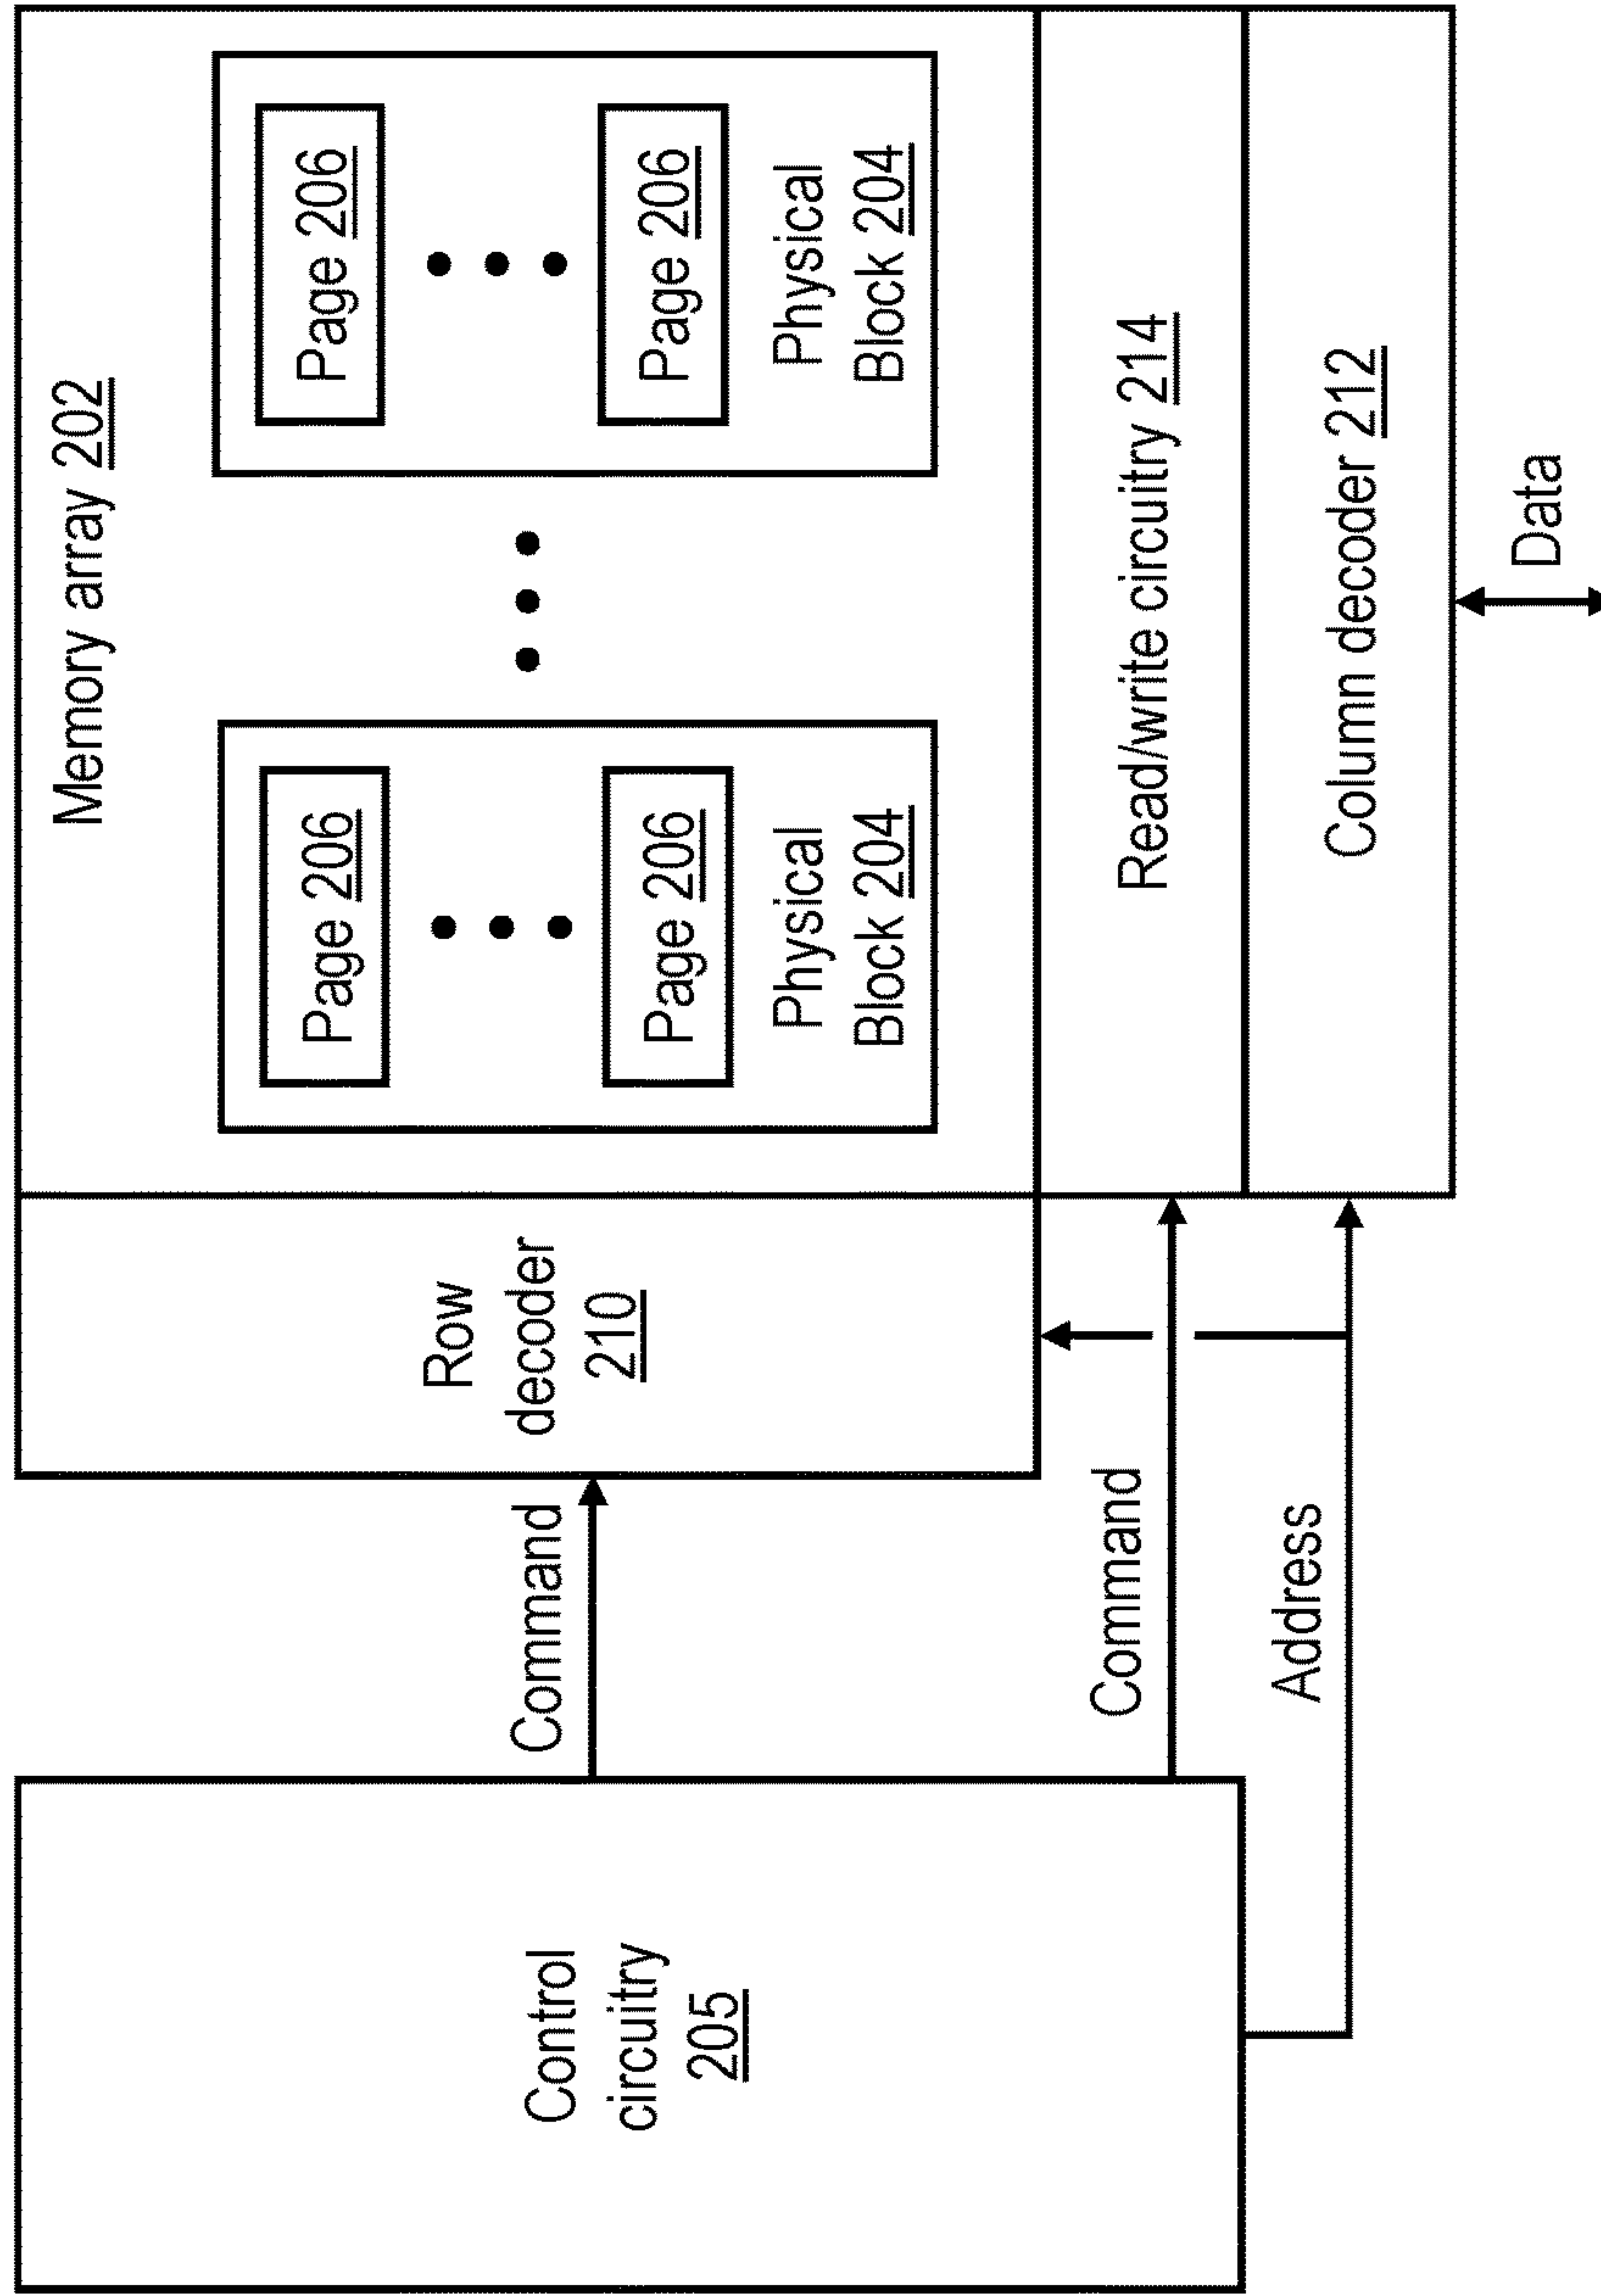 Memory array 202
Page 206
Page 206
Physical
Block 204
Page 206
Page 206
Physical
Block 204
Control
circuitry
205
Command
Row
decoder
210
Command
Read/write circuitry 214
Address
Column decoder 212
Data